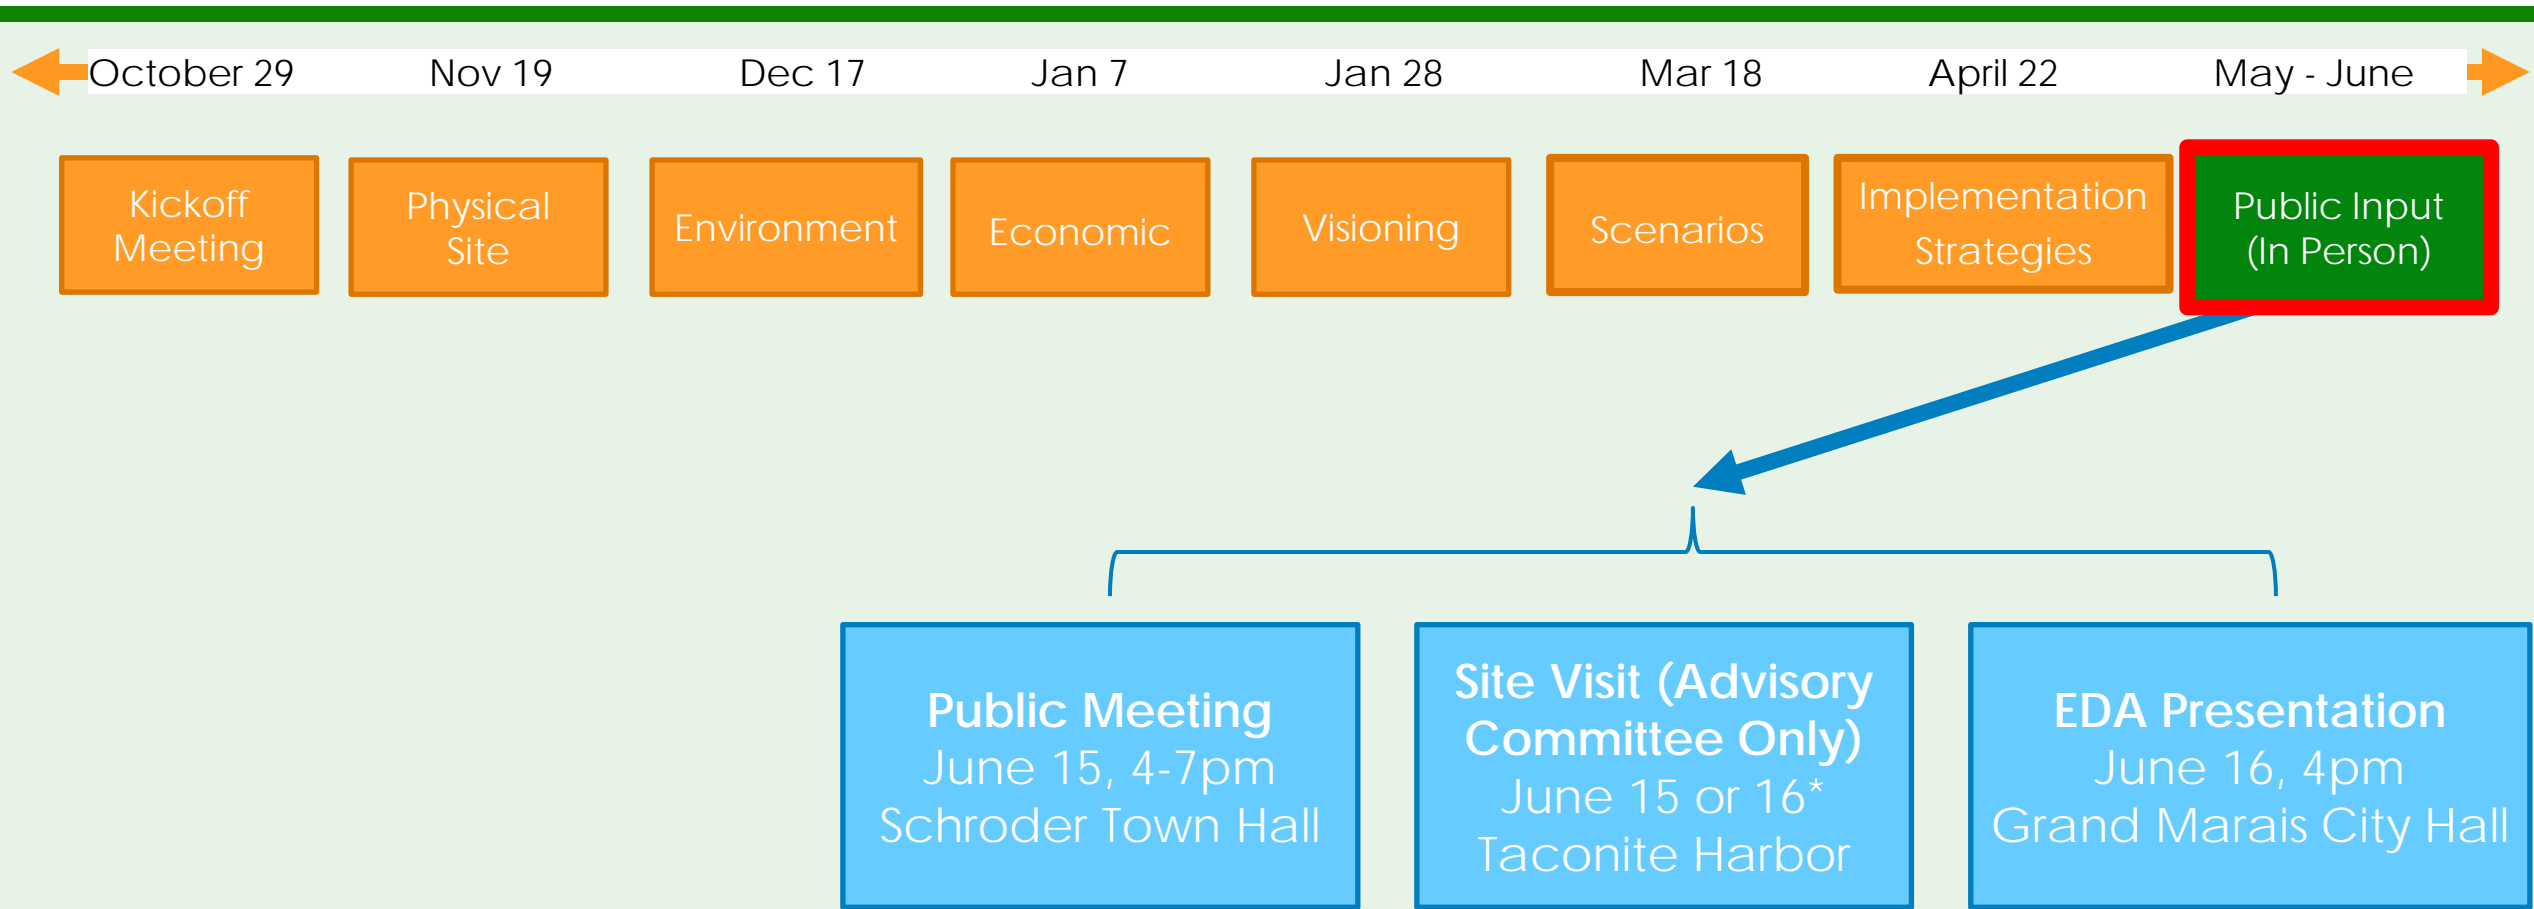 October 29 Nov 19 Dec 17 Jan 7 Jan 28 Mar 18 April 22 May - June
Kickoff
Meeting
Physical
Site
Environment
Economic
Visioning
Scenarios
Implementation
Strategies
Public Input
(In Person)
Public Meeting
June 15, 4-7pm
Schroder Town Hall
Site Visit (Advisory
Committee Only)
June 15 or 16*
Taconite Harbor
EDA Presentation
June 16, 4pm
Grand Marais City Hall